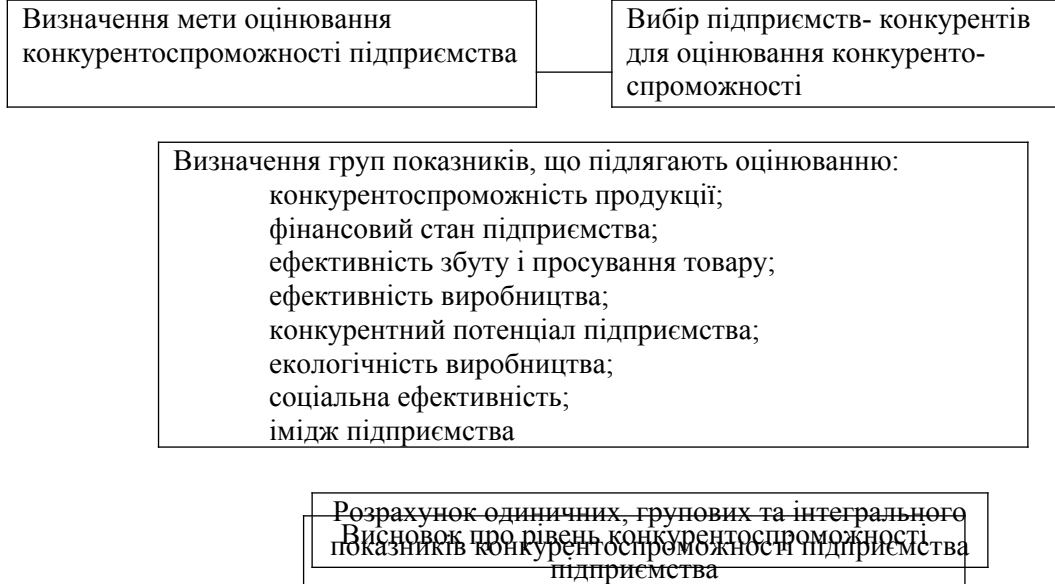 Визначення мети оцінювання
конкурентоспроможності підприємства
Вибір підприємств- конкурентів
для оцінювання конкуренто-
спроможності
Визначення груп показників, що підлягають оцінюванню:
конкурентоспроможність продукції;
фінансовий стан підприємства;
ефективність збуту і просування товару;
ефективність виробництва;
конкурентний потенціал підприємства;
екологічність виробництва;
соціальна ефективність;
імідж підприємства
Розрахунок одиничних, групових та інтегрального
показників конкурентоспроможності підприємства
Висновок про рівень конкурентоспроможності
підприємства